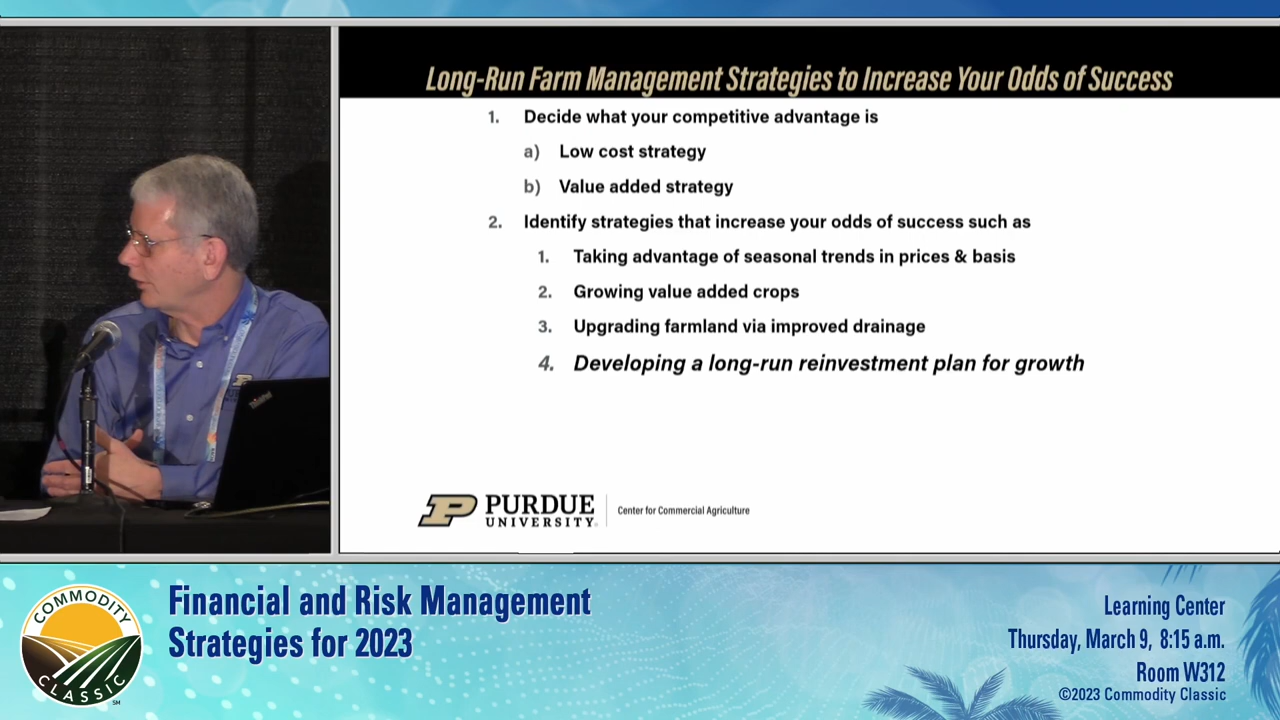 Long-Run Farm Management Strategies to Increase Your Odds of Success
1. Decide what your competitive advantage is
a) Low cost strategy
b) Value added strategy
2. Identify strategies that increase your odds of success such as
1. Taking advantage of seasonal trends in prices & basis
2. Growing value added crops
3. Upgrading farmland via improved drainage
4. Developing a long-run reinvestment plan for growth
P PURDUE UNIVERSITY
Center for Commercial Agriculture
ThinkPad
P
COMMODITY CLASSIC SM
Financial and Risk Management
Strategies for 2023
Learning Center
Thursday, March 9, 8:15 a.m.
Room W312
©2023 Commodity Classic